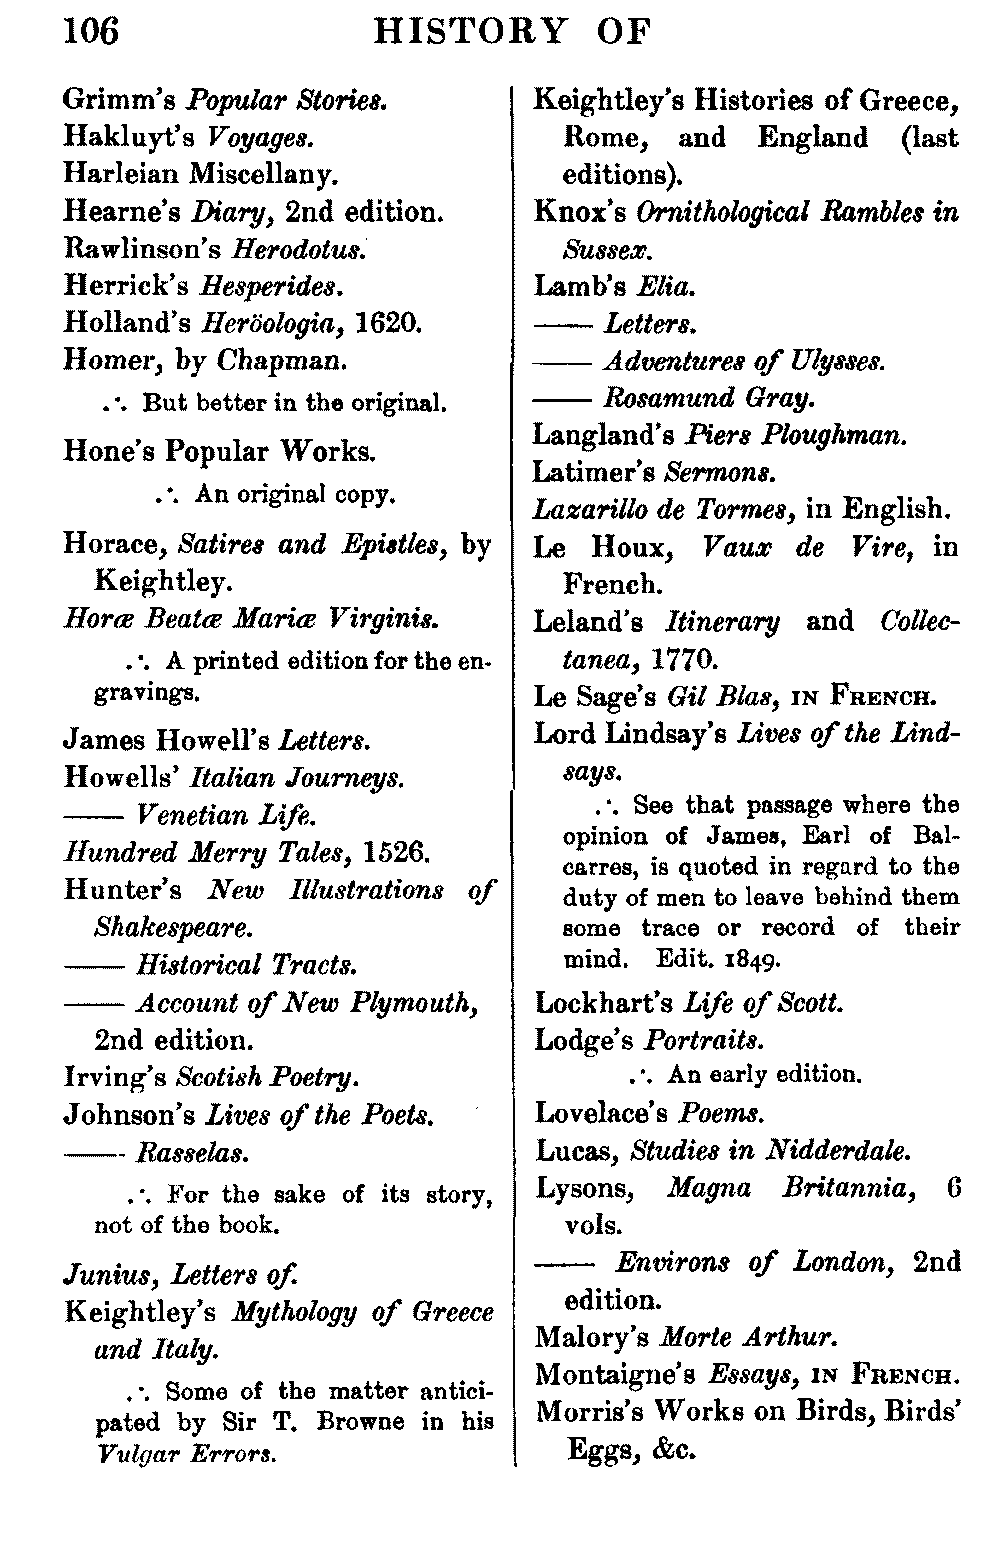 106 HISTORY OF
Grimm's Popular Stories.
Hakluyt's Voyages.
Harleian Miscellany.
Hearne's Diary, 2nd edition.
Rawlinson's Herodotus.
Herrick's Hesperides.
Holland's Heröologia, 1620.
Homer, by Chapman.
∴ But better in the original.
Hone's Popular Works.
∴ An original copy.
Horace, Satires and Epistles, by
Keightley.
Horæ Beatæ Mariæ Virginis.
∴ A printed edition for the en-
gravings.
James Howell's Letters.
Howells' Italian Journeys.
—— Venetian Life.
Hundred Merry Tales, 1526.
Hunter's New Illustrations of
Shakespeare.
—— Historical Tracts.
—— Account of New Plymouth,
2nd edition.
Irving's Scotish Poetry.
Johnson's Lives of the Poets.
—— Rasselas.
∴ For the sake of its story,
not of the book.
Junius, Letters of.
Keightley's Mythology of Greece
and Italy.
∴ Some of the matter antici-
pated by Sir T. Browne in his
Vulgar Errors.
Keightley's Histories of Greece,
Rome, and England (last
editions).
Knox's Ornithological Rambles in
Sussex.
Lamb's Elia.
—— Letters.
—— Adventures of Ulysses.
—— Rosamund Gray.
Langland's Piers Ploughman.
Latimer's Sermons.
Lazarillo de Tormes, in English.
Le Houx, Vaux de Vire, in
French.
Leland's Itinerary and Collec-
tanea, 1770.
Le Sage's Gil Blas, IN FRENCH.
Lord Lindsay's Lives of the Lind-
says.
∴ See that passage where the
opinion of James, Earl of Bal-
carres, is quoted in regard to the
duty of men to leave behind them
some trace or record of their
mind. Edit. 1849.
Lockhart's Life of Scott.
Lodge's Portraits.
∴ An early edition.
Lovelace's Poems.
Lucas, Studies in Nidderdale.
Lysons, Magna Britannia, 6
vols.
—— Environs of London, 2nd
edition.
Malory's Morte Arthur.
Montaigne's Essays, IN FRENCH.
Morris's Works on Birds, Birds'
Eggs, &c.